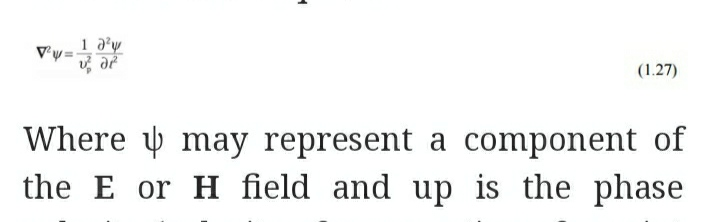 ∇²ψ = 1/υ²ₚ ∂²ψ/∂t²
(1.27)
Where ψ may represent a component of
the E or H field and up is the phase